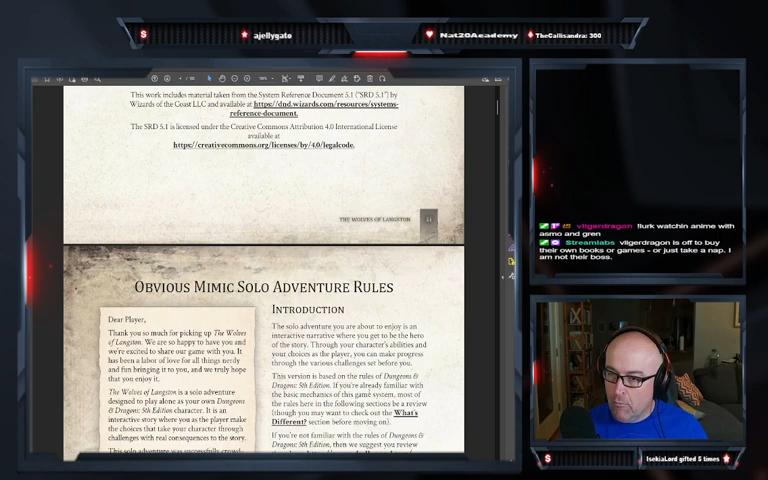 ajellygato
Nat20Academy
TheCallisandra: 300
This work includes material taken from the System Reference Document 5.1 ("SRD 5.1") by
Wizards of the Coast LLC and available at https://dnd.wizards.com/resources/systems-
reference-document.
The SRD 5.1 is licensed under the Creative Commons Attribution 4.0 International License
available at
https://creativecommons.org/licenses/by/4.0/legalcode.
THE WOLVES OF LANGSTON
OBVIOUS MIMIC SOLO ADVENTURE RULES
Dear Player,
Thank you so much for picking up The Wolves
of Langston. We are so happy to have you and
we're excited to share our game with you. It
has been a labor of love for all things nerdy
and fun bringing it to you, and we truly hope
that you enjoy it.
The Wolves of Langston is a solo adventure
designed to play alone as your own Dungeons
& Dragons: 5th Edition character. It is an
interactive story where you as the player make
the choices that take your character through
challenges with real consequences to the story.
This solo adventure was successfully crowd-
INTRODUCTION
The solo adventure you are about to enjoy is an
interactive narrative where you get to be the hero
of the story. Through your character's abilities and
your choices as the player, you can make progress
through the various challenges set before you.
This version is based on the rules of Dungeons &
Dragons: 5th Edition. If you're already familiar with
the basic mechanics of this game system, most of
the rules here in the following sections be a review
(though you may want to check out the What's
Different? section before moving on).
If you're not familiar with the rules of Dungeons &
Dragons: 5th Edition, then we suggest you review
vilgerdragon !lurk watchin anime with
asmo and gren
Streamlabs vilgerdragon is off to buy
their own books or games - or just take a nap. I
am not their boss.
IsekiaLord gifted 5 times